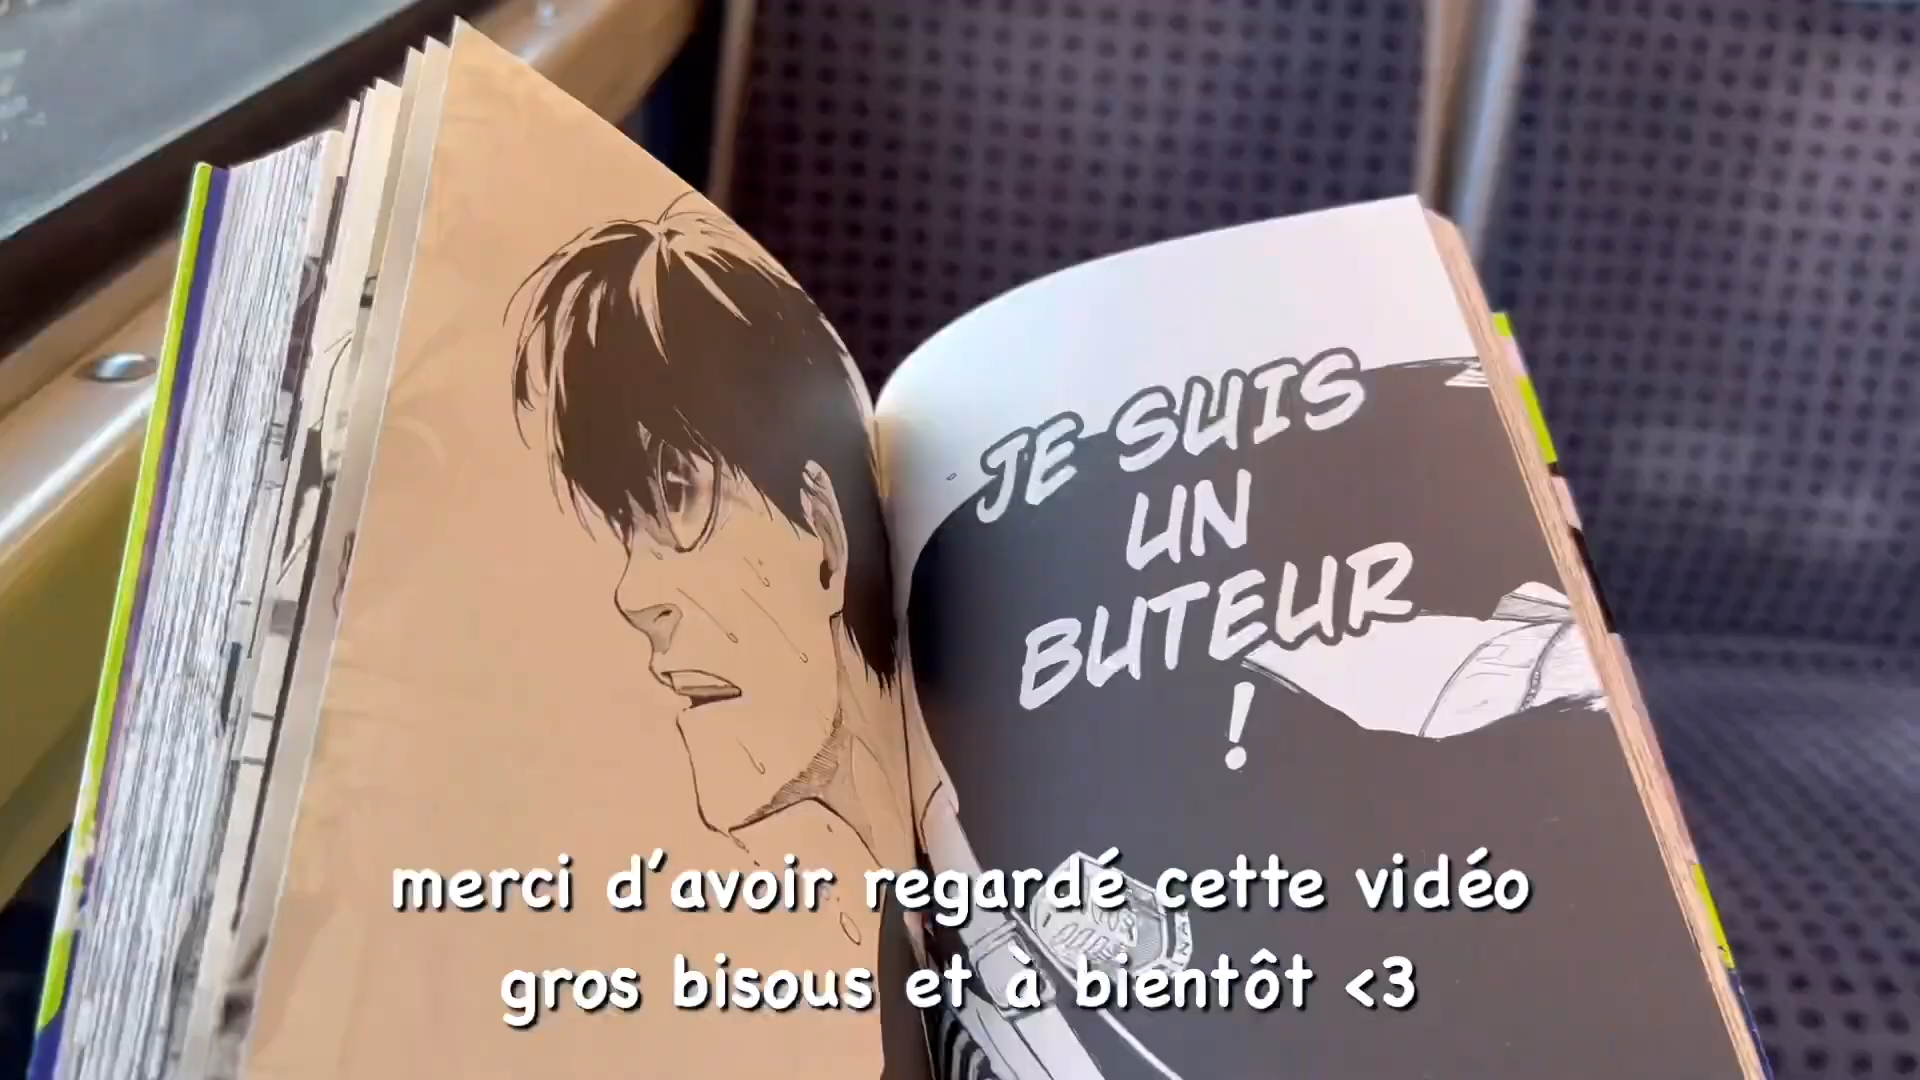 JE SUIS
UN
BUTEUR
!
merci d'avoir regardé cette vidéo
gros bisous et à bientôt <3